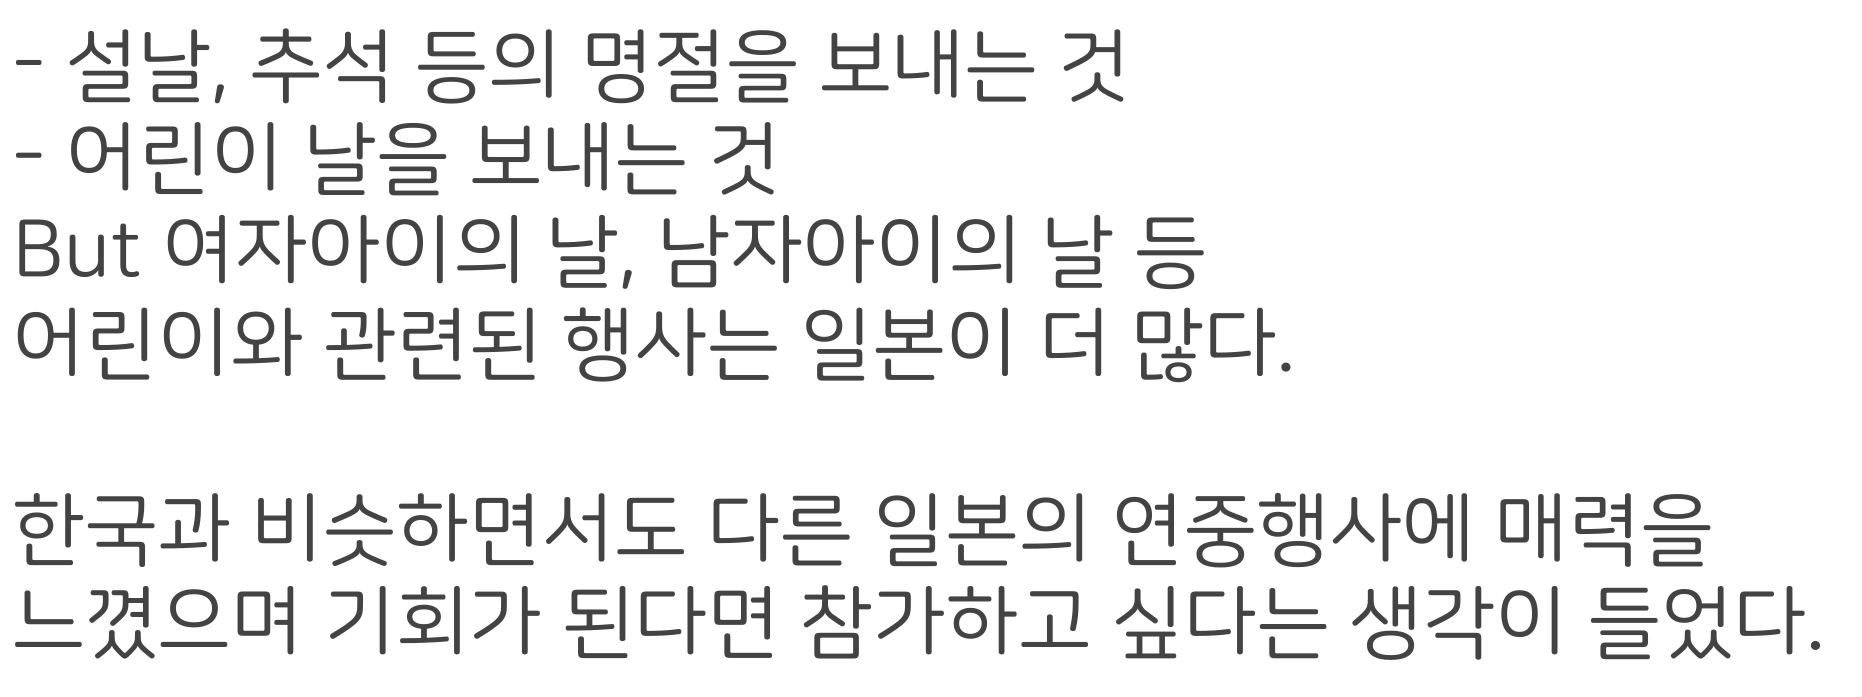 - 설날, 추석 등의 명절을 보내는 것
- 어린이 날을 보내는 것
But 여자아이의 날, 남자아이의 날 등
어린이와 관련된 행사는 일본이 더 많다.
한국과 비슷하면서도 다른 일본의 연중행사에 매력을
느꼈으며 기회가 된다면 참가하고 싶다는 생각이 들었다.